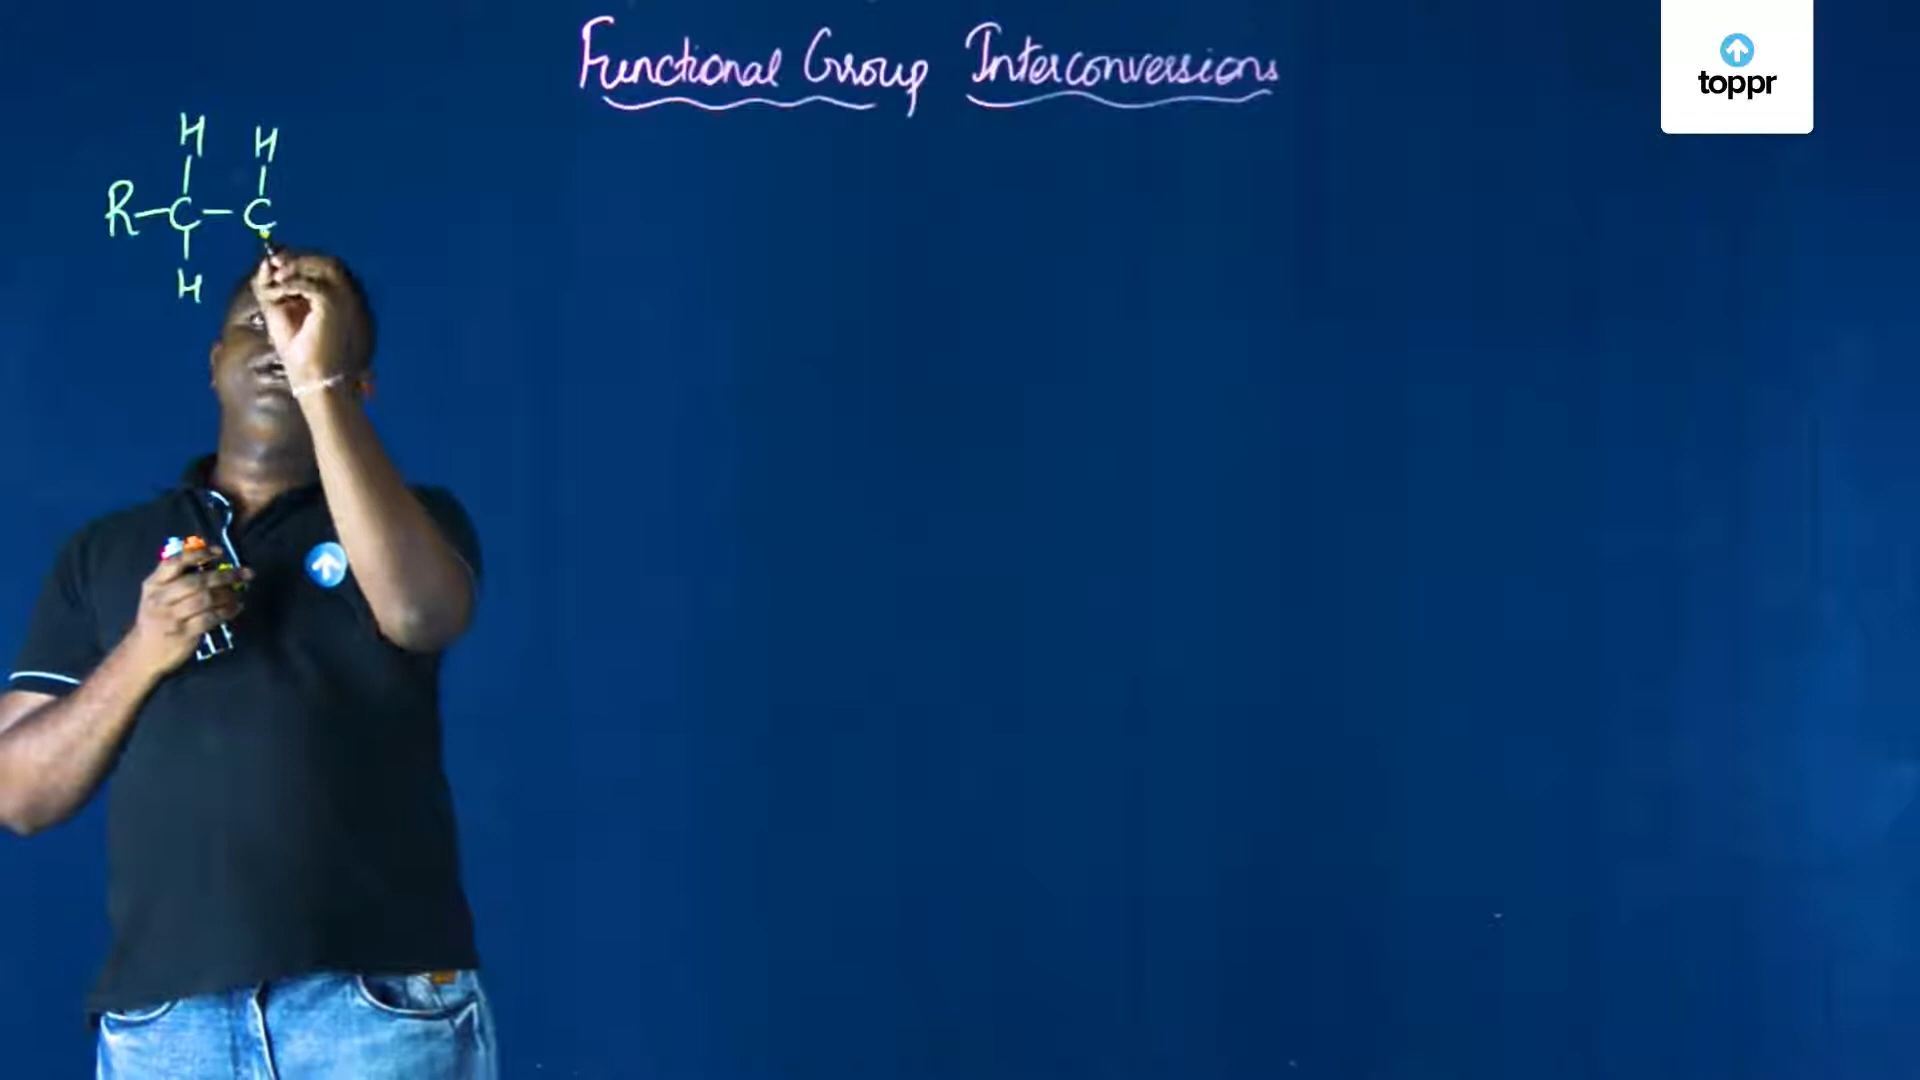 Functional Group Interconversions
toppr
H H
R-C-C
H